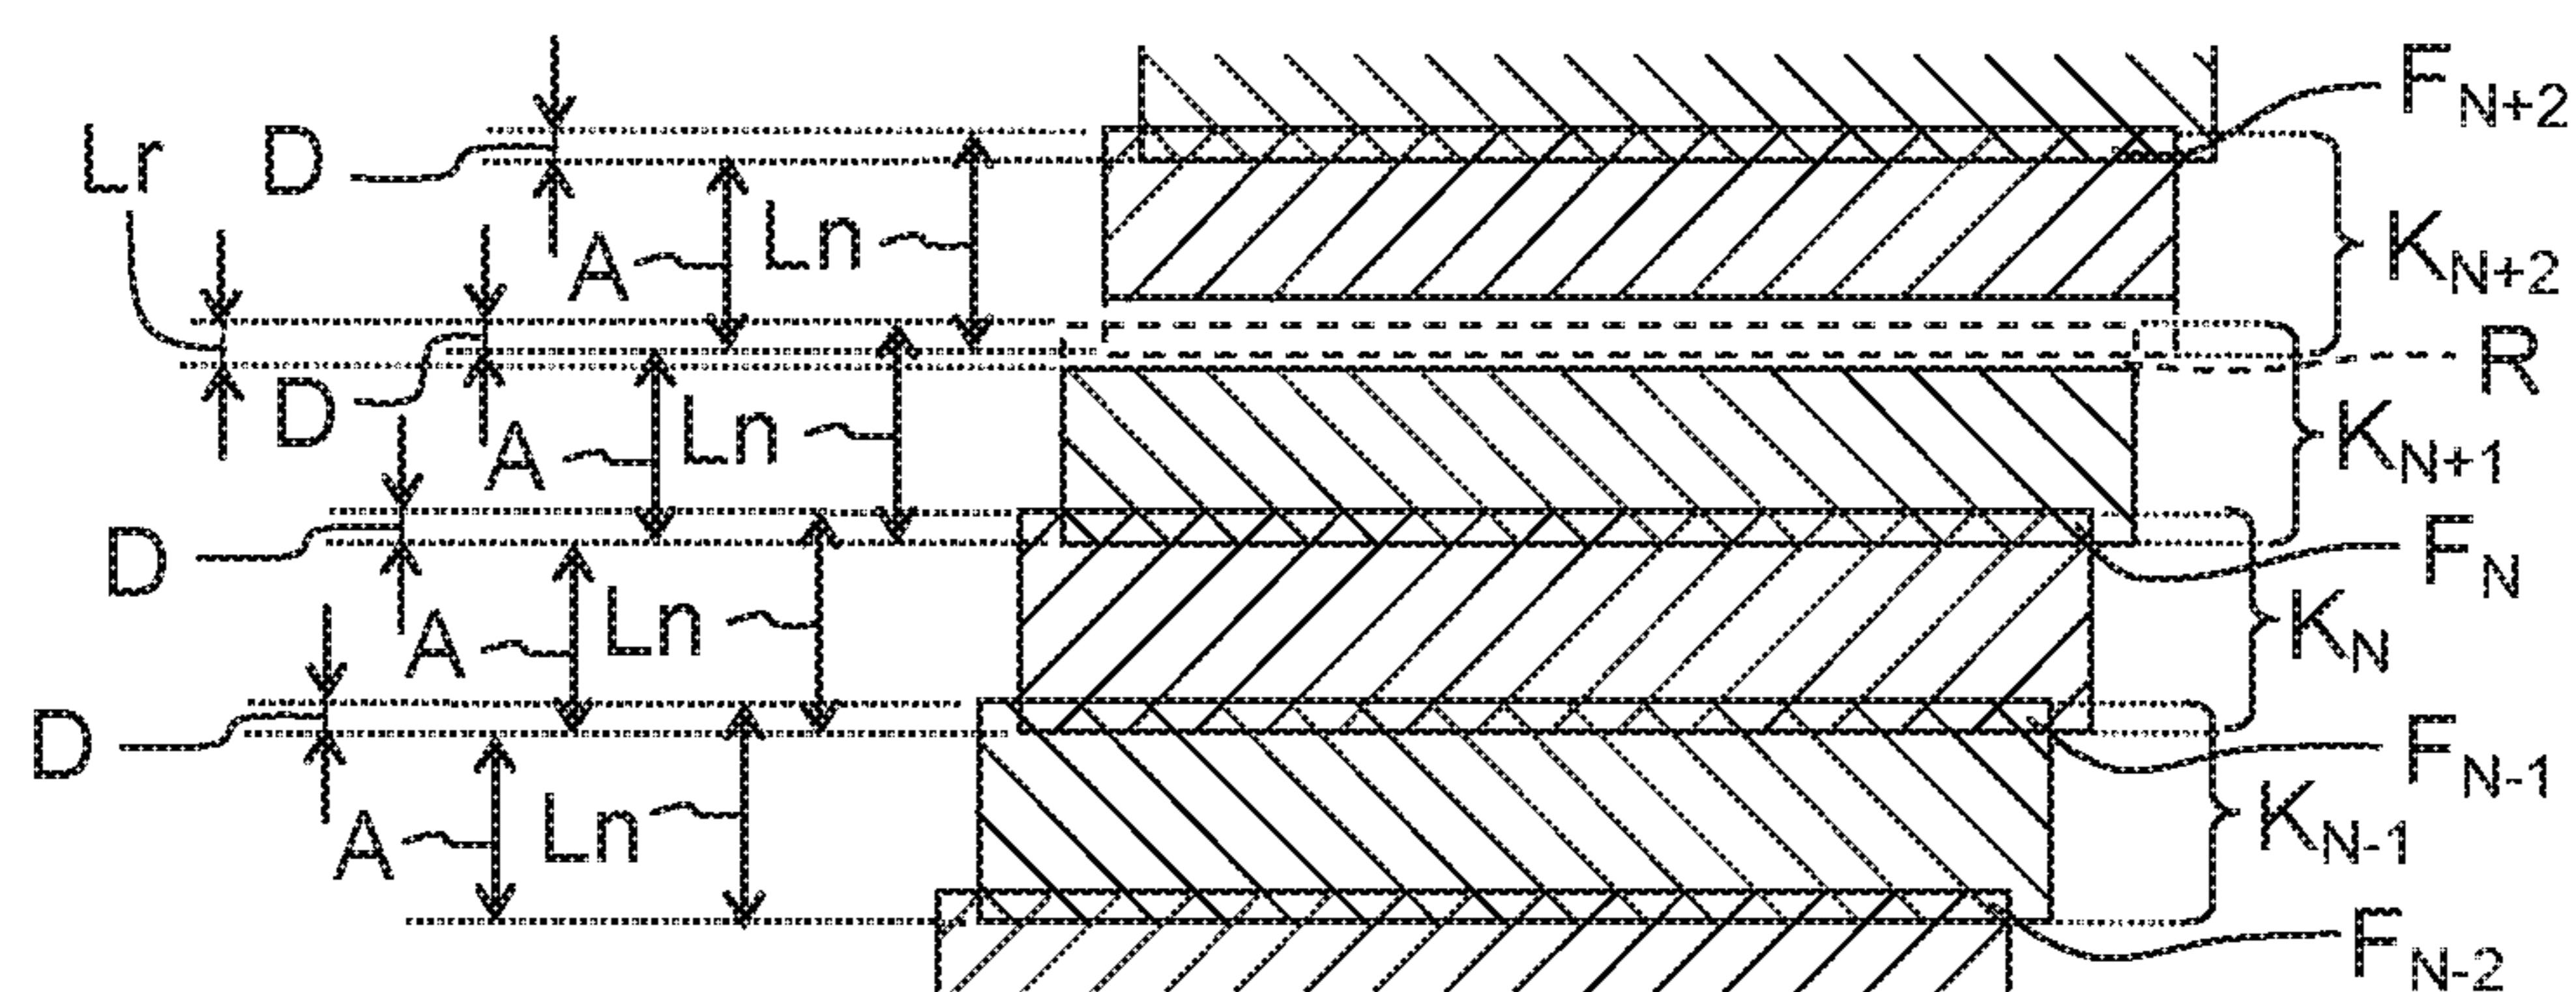 F N+2
Lr D
A Ln
K N+2
R
D
A Ln
K N+1
D
F N
A Ln
K N
D
F N-1
A Ln
K N-1
F N-2